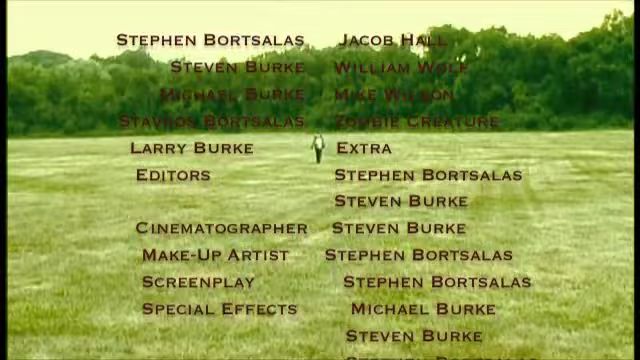 Stephen Bortsalas Jacob Hall
Steven Burke William Wolf
Michael Burke Mike Wilson
Stavros Bortsalas Zombie Creature
Larry Burke Extra
Editors Stephen Bortsalas
Steven Burke
Cinematographer Steven Burke
Make-Up Artist Stephen Bortsalas
Screenplay Stephen Bortsalas
Special Effects Michael Burke
Steven Burke